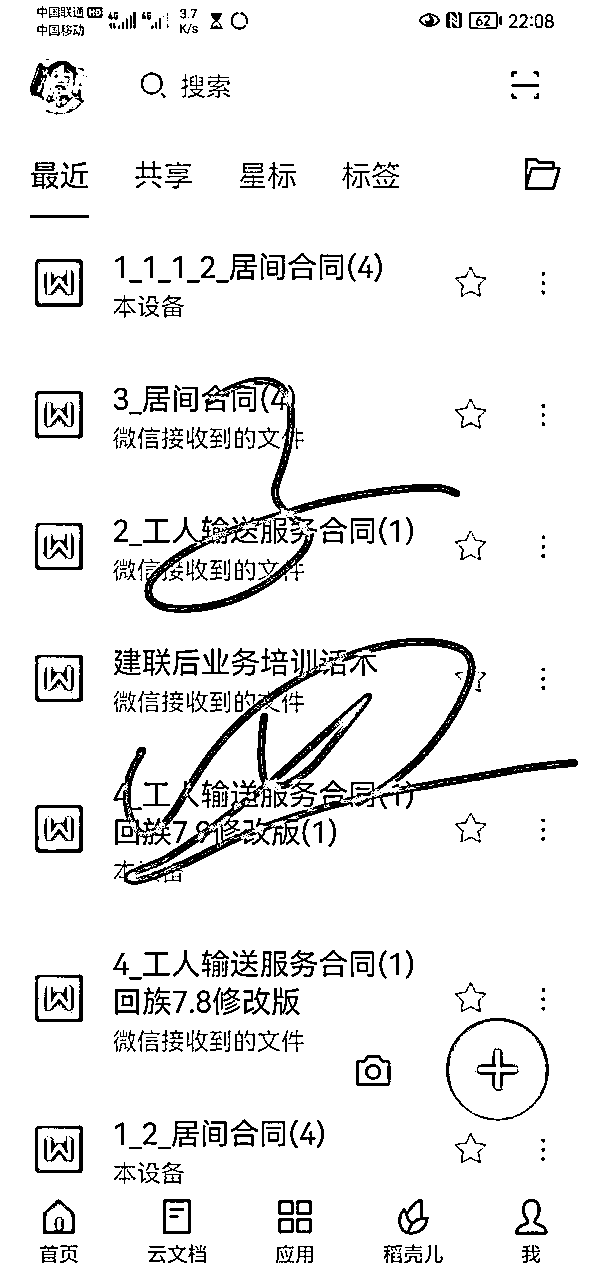 中国联通 HD
中国移动
4G 4G 3.7 K/s
62 22:08
搜索
最近 共享 星标 标签
1_1_1_2_居间合同(4)
本设备
3_居间合同(4
微信接收到的文件
2_工人输送服务合同(1)
微信接收到的文件
建联后业务培训话术
微信接收到的文件
4_工人输送服务合同(1)
回族7.9修改版(1)
本设备
4_工人输送服务合同(1)
回族7.8修改版
微信接收到的文件
1_2_居间合同(4)
本设备
首页 云文档 应用 稻壳儿 我